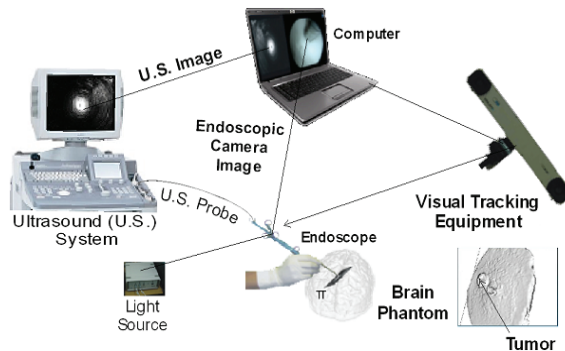 Computer
U.S. Image
Endoscopic
Camera
Image
U.S. Probe
Ultrasound (U.S.)
System
Visual Tracking
Equipment
Endoscope
π
Light
Source
Brain
Phantom
Tumor